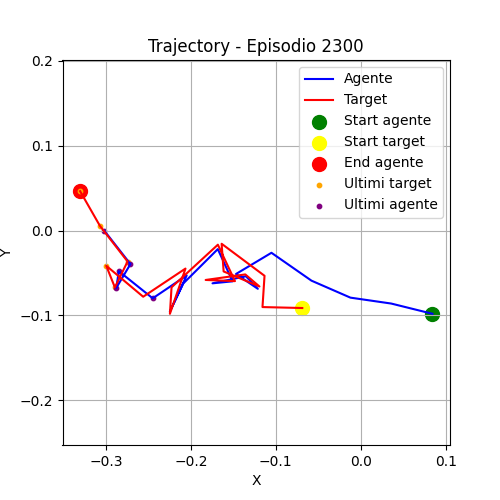 Trajectory - Episodio 2300
Agente
Target
Start agente
Start target
End agente
Ultimi target
Ultimi agente
0.2
0.1
0.0
−0.1
−0.2
Y
−0.3
−0.2
−0.1
0.0
0.1
X